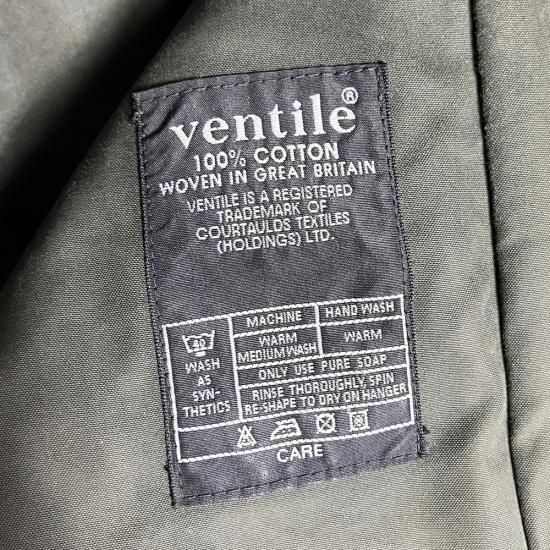 ventile®
100% COTTON
WOVEN IN GREAT BRITAIN
VENTILE IS A REGISTERED
TRADEMARK OF
COURTAULDS TEXTILES
(HOLDINGS) LTD.
40
WASH
AS
SYN-
THETICS
MACHINE
HAND WASH
WARM
MEDIUM WASH
WARM
ONLY USE PURE SOAP
RINSE THOROUGHLY, SPIN
RE-SHAPE TO DRY ON HANGER
CARE